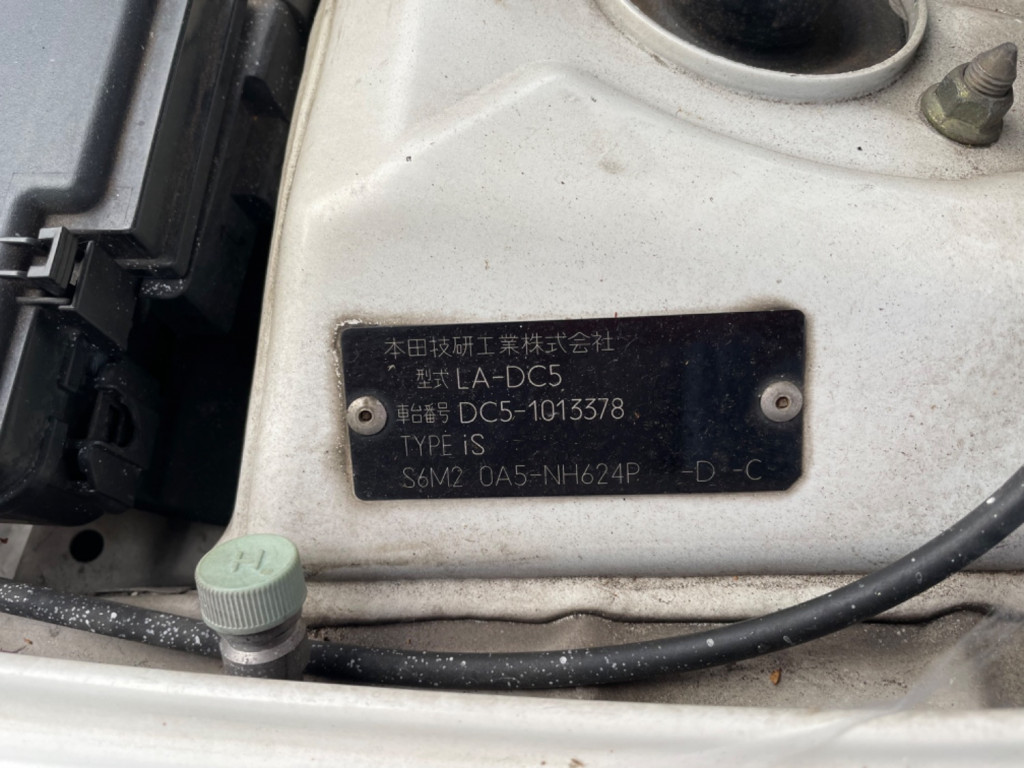 本田技研工業株式会社
型式 LA-DC5
車台番号 DC5-1013378
TYPE iS
S6M2 0A5-NH624P -D -C
H